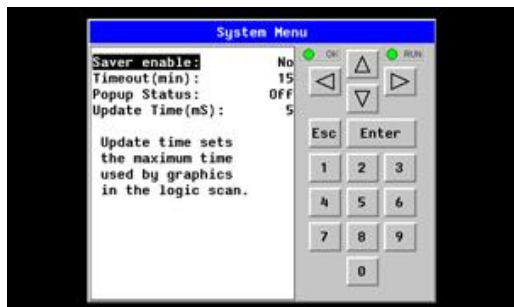 System Menu
Saver enable: No
Timeout(min): 15
Popup Status: Off
Update Time(mS): 5
Update time sets
the maximum time
used by graphics
in the logic scan.
OK
RUN
Esc Enter
1 2 3
4 5 6
7 8 9
0